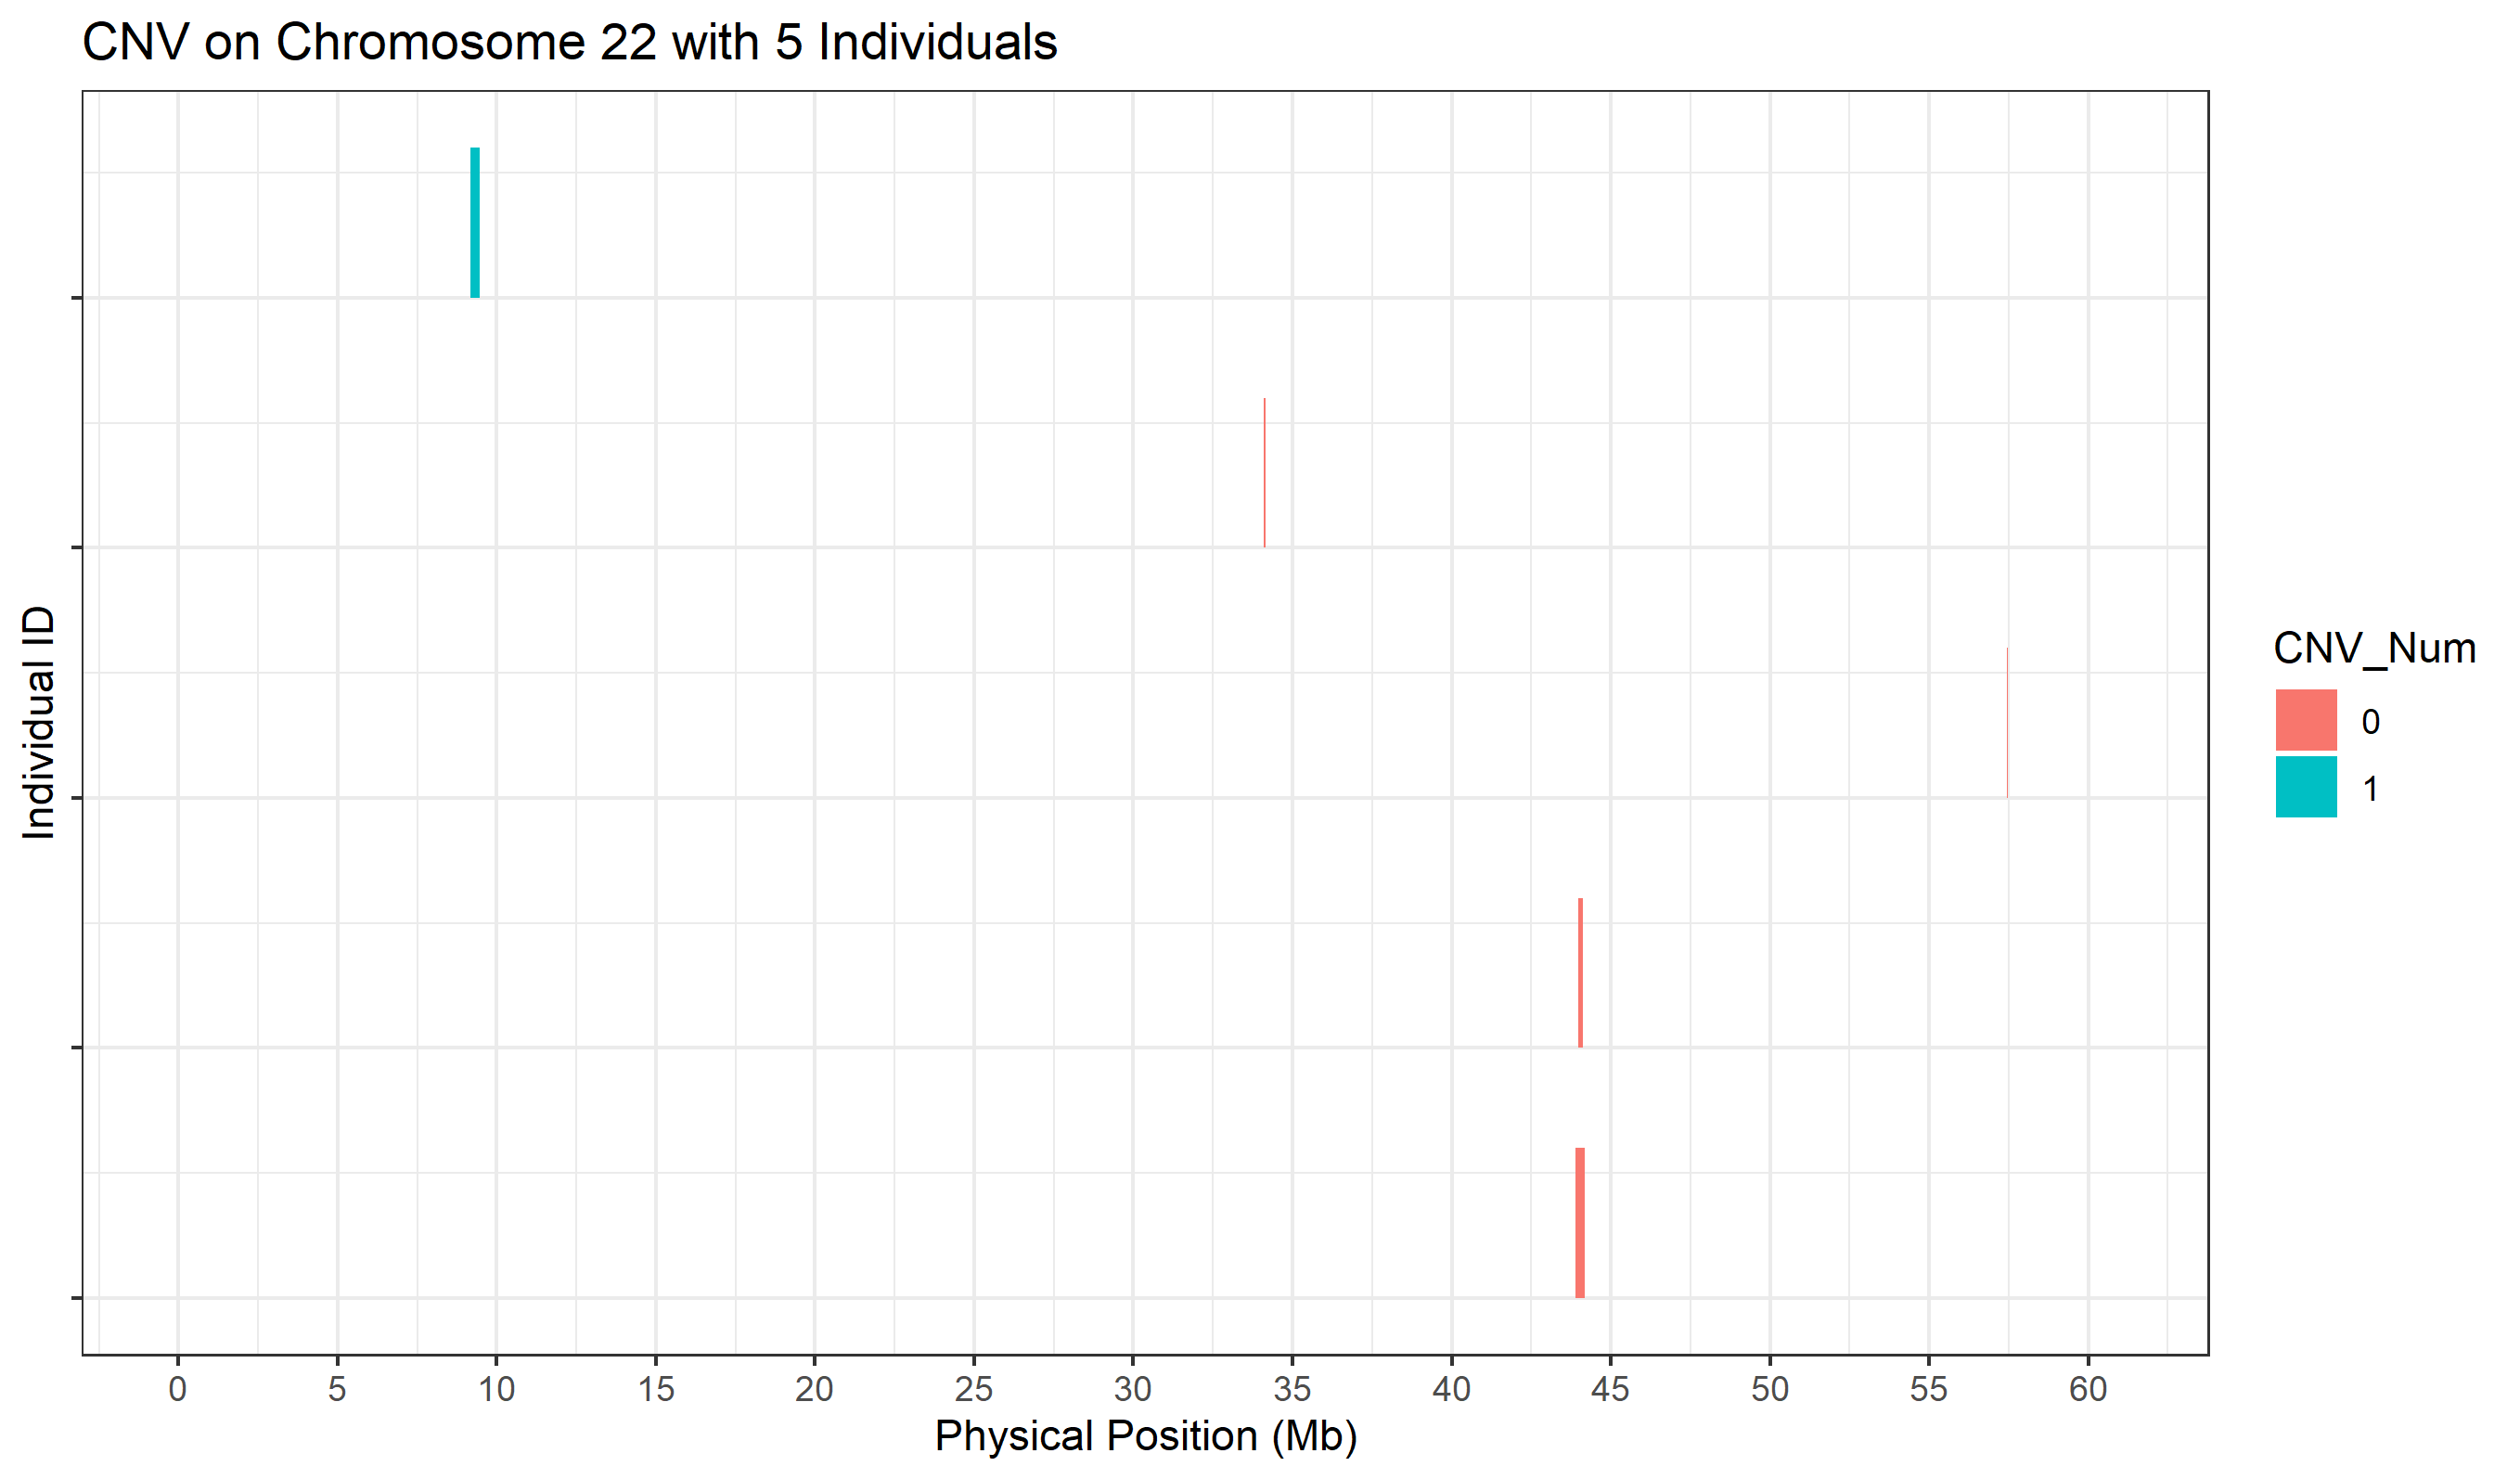 CNV on Chromosome 22 with 5 Individuals
Individual ID
CNV_Num
0
1
0 5 10 15 20 25 30 35 40 45 50 55 60
Physical Position (Mb)